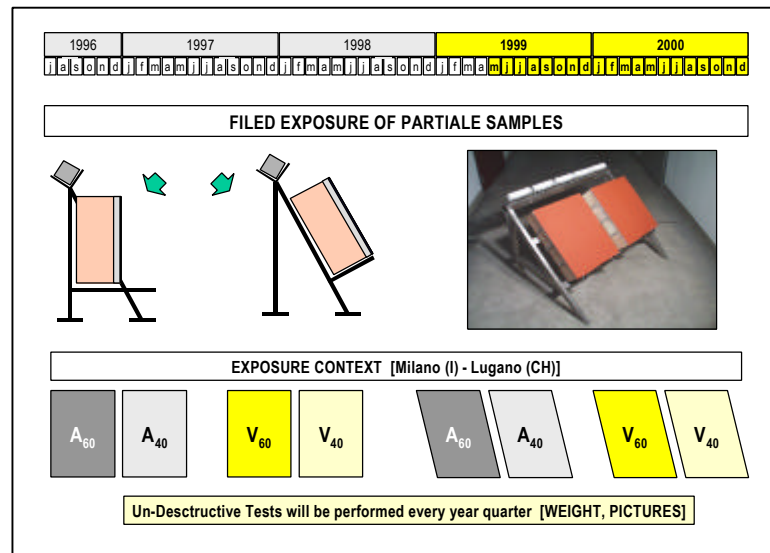 1996 1997 1998 1999 2000
j a s o n d j f m a m j j a s o n d j f m a m j j a s o n d j f m a m j j a s o n d j f m a m j j a s o n d
FILED EXPOSURE OF PARTIALE SAMPLES
EXPOSURE CONTEXT [Milano (I) - Lugano (CH)]
A60 A40 V60 V40 A60 A40 V60 V40
Un-Desctructive Tests will be performed every year quarter [WEIGHT, PICTURES]